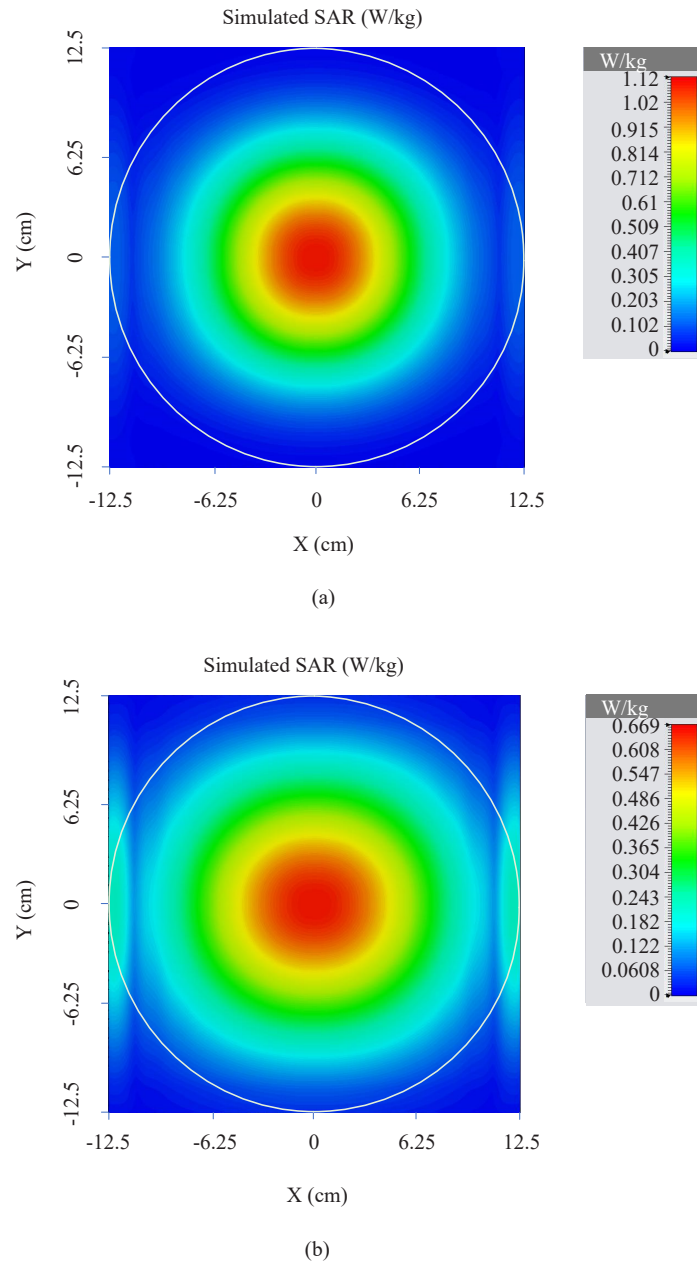 Simulated SAR (W/kg)
W/kg
12.5
6.25
0
-6.25
-12.5
Y (cm)
-12.5 -6.25 0 6.25 12.5
X (cm)
1.12
1.02
0.915
0.814
0.712
0.61
0.509
0.407
0.305
0.203
0.102
0
(a)
Simulated SAR (W/kg)
W/kg
12.5
6.25
0
-6.25
-12.5
Y (cm)
-12.5 -6.25 0 6.25 12.5
X (cm)
0.669
0.608
0.547
0.486
0.426
0.365
0.304
0.243
0.182
0.122
0.0608
0
(b)